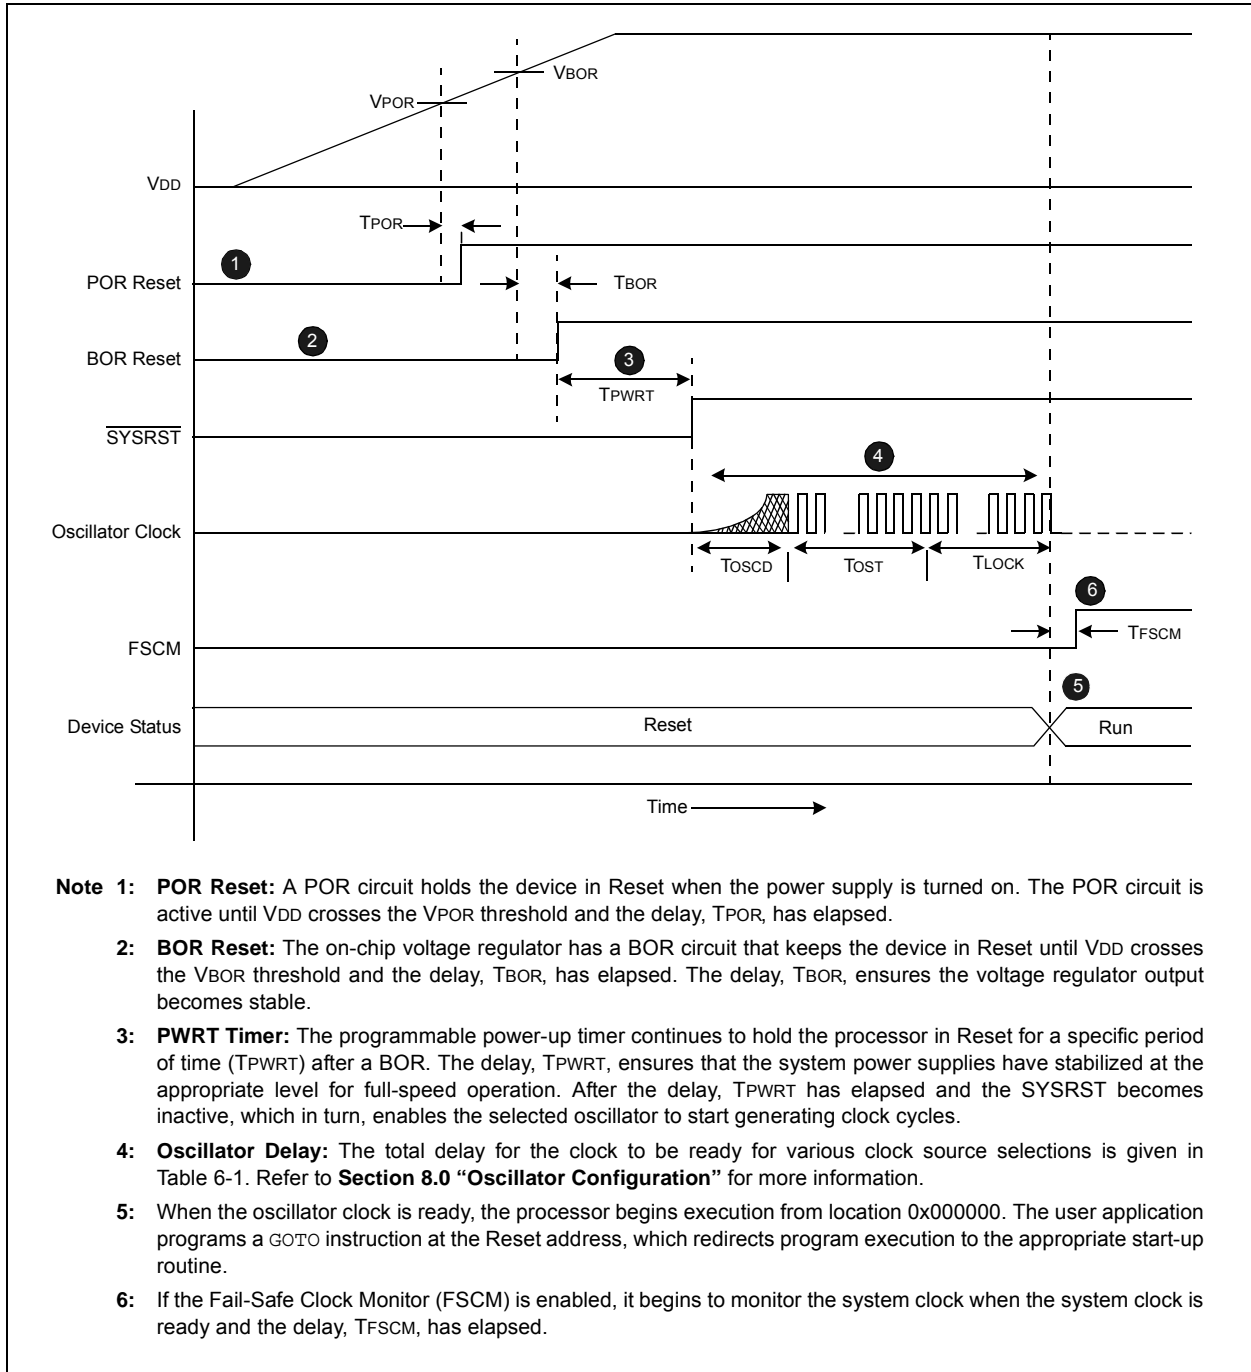 VBOR
VPOR
VDD
TPOR
1
POR Reset
TBOR
2
BOR Reset
3
TPWRT
SYSRST
4
Oscillator Clock
TOSCD
TOST
TLOCK
6
TFSCM
FSCM
5
Device Status
Reset
Run
Time
Note 1: POR Reset: A POR circuit holds the device in Reset when the power supply is turned on. The POR circuit is
active until VDD crosses the VPOR threshold and the delay, TPOR, has elapsed.
2: BOR Reset: The on-chip voltage regulator has a BOR circuit that keeps the device in Reset until VDD crosses
the VBOR threshold and the delay, TBOR, has elapsed. The delay, TBOR, ensures the voltage regulator output
becomes stable.
3: PWRT Timer: The programmable power-up timer continues to hold the processor in Reset for a specific period
of time (TPWRT) after a BOR. The delay, TPWRT, ensures that the system power supplies have stabilized at the
appropriate level for full-speed operation. After the delay, TPWRT has elapsed and the SYSRST becomes
inactive, which in turn, enables the selected oscillator to start generating clock cycles.
4: Oscillator Delay: The total delay for the clock to be ready for various clock source selections is given in
Table 6-1. Refer to Section 8.0 “Oscillator Configuration” for more information.
5: When the oscillator clock is ready, the processor begins execution from location 0x000000. The user application
programs a GOTO instruction at the Reset address, which redirects program execution to the appropriate start-up
routine.
6: If the Fail-Safe Clock Monitor (FSCM) is enabled, it begins to monitor the system clock when the system clock is
ready and the delay, TFSCM, has elapsed.